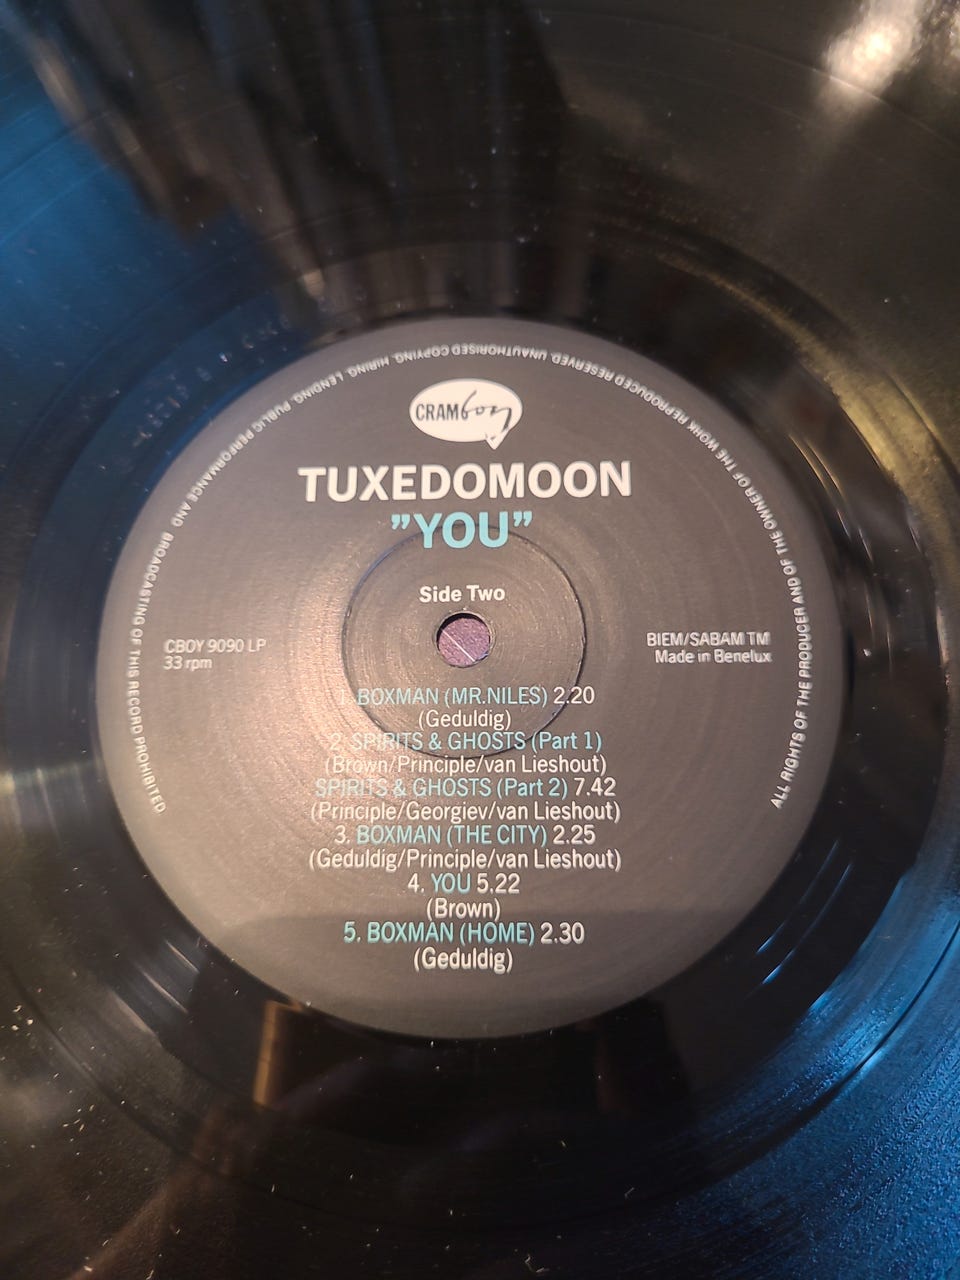 CRAMboy
TUXEDOMOON
"YOU"
Side Two
CBOY 9090 LP
33 rpm
BIEM/SABAM TM
Made in Benelux
1. BOXMAN (MR.NILES) 2.20
(Geduldig)
2. SPIRITS & GHOSTS (Part 1)
(Brown/Principle/van Lieshout)
SPIRITS & GHOSTS (Part 2) 7.42
(Principle/Georgiev/van Lieshout)
3. BOXMAN (THE CITY) 2.25
(Geduldig/Principle/van Lieshout)
4. YOU 5.22
(Brown)
5. BOXMAN (HOME) 2.30
(Geduldig)
ALL RIGHTS OF THE PRODUCER AND OF THE OWNER OF THE WORK REPRODUCED RESERVED. UNAUTHORISED COPYING, HIRING, LENDING, PUBLIC PERFORMANCE AND BROADCASTING OF THIS RECORD PROHIBITED.